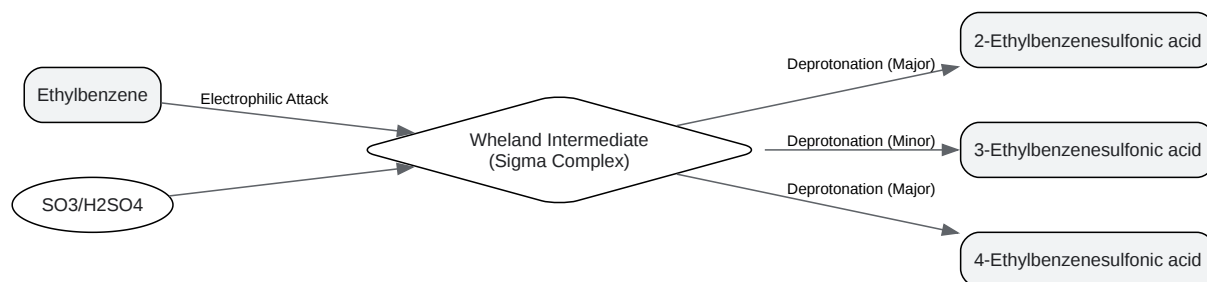 Ethylbenzene
SO3/H2SO4
Electrophilic Attack
Wheland Intermediate
(Sigma Complex)
Deprotonation (Major)
Deprotonation (Minor)
Deprotonation (Major)
2-Ethylbenzenesulfonic acid
3-Ethylbenzenesulfonic acid
4-Ethylbenzenesulfonic acid